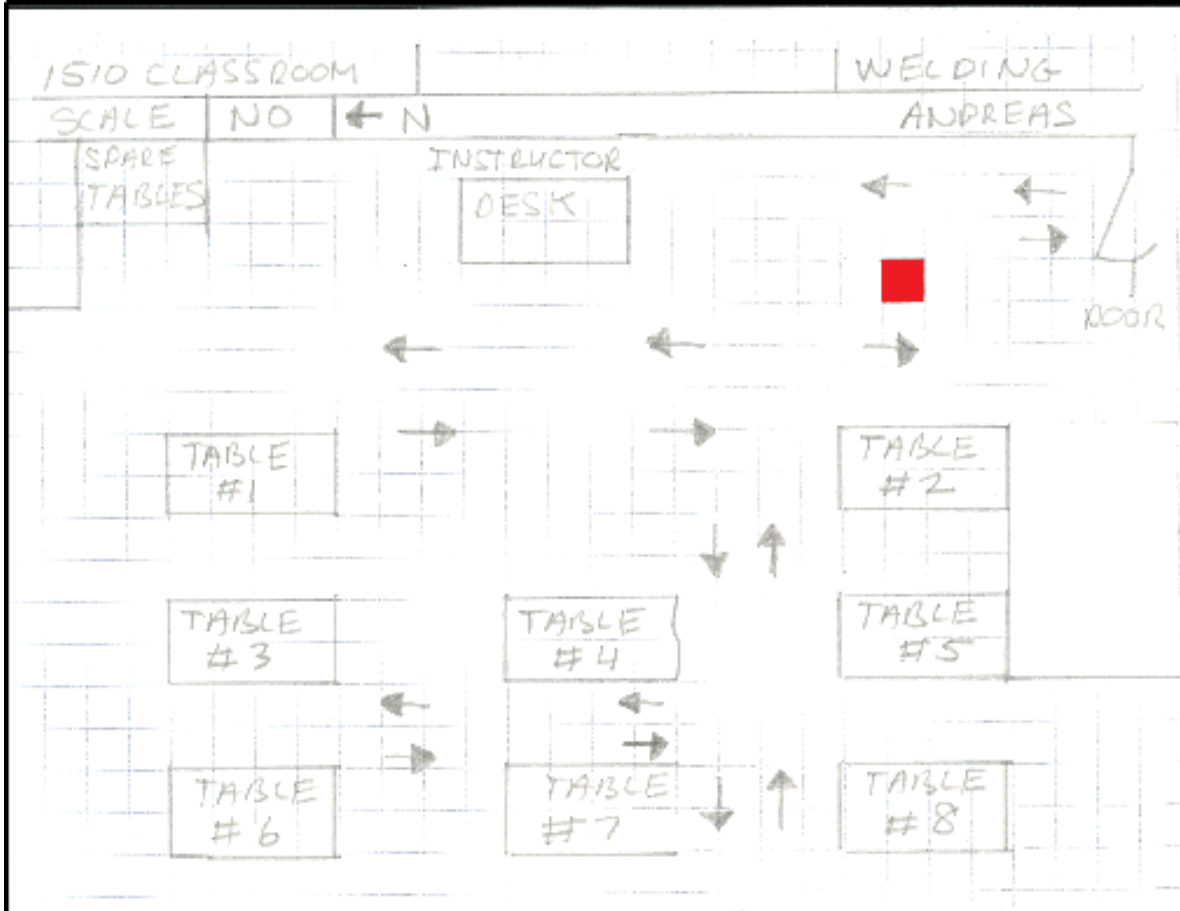 1510 CLASSROOM
WELDING
SCALE NO ← N
ANDREAS
SPARE
TABLES
INSTRUCTOR
DESK
DOOR
TABLE
#1
TABLE
#2
TABLE
#3
TABLE
#4
TABLE
#5
TABLE
#6
TABLE
#7
TABLE
#8